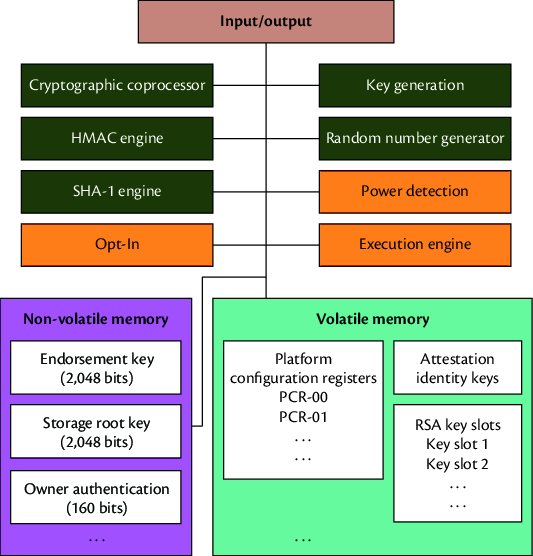 Input/output
Cryptographic coprocessor
Key generation
HMAC engine
Random number generator
SHA-1 engine
Power detection
Opt-In
Execution engine
Non-volatile memory
Endorsement key
(2,048 bits)
Storage root key
(2,048 bits)
Owner authentication
(160 bits)
...
Volatile memory
Platform
configuration registers
PCR-00
PCR-01
...
...
Attestation
identity keys
RSA key slots
Key slot 1
Key slot 2
...
...
...